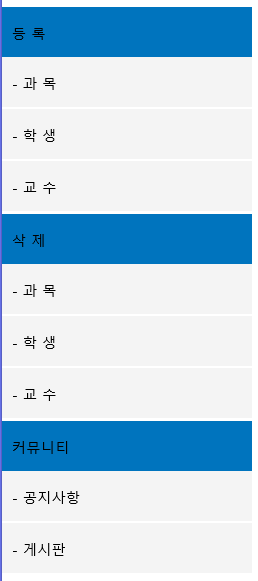 등 록
- 과 목
- 학 생
- 교 수
삭 제
- 과 목
- 학 생
- 교 수
커뮤니티
- 공지사항
- 게시판